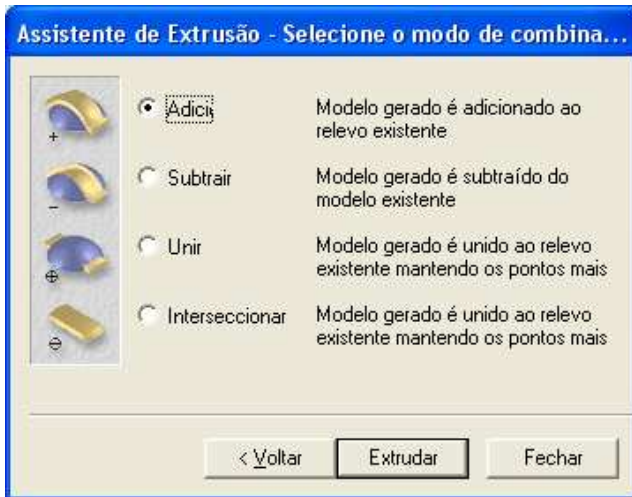 Assistente de Extrusão - Selecione o modo de combina...
Adici
Modelo gerado é adicionado ao
relevo existente
Subtrair
Modelo gerado é subtraído do
modelo existente
Unir
Modelo gerado é unido ao relevo
existente mantendo os pontos mais
Interseccionar
Modelo gerado é unido ao relevo
existente mantendo os pontos mais
< Voltar
Extrudar
Fechar